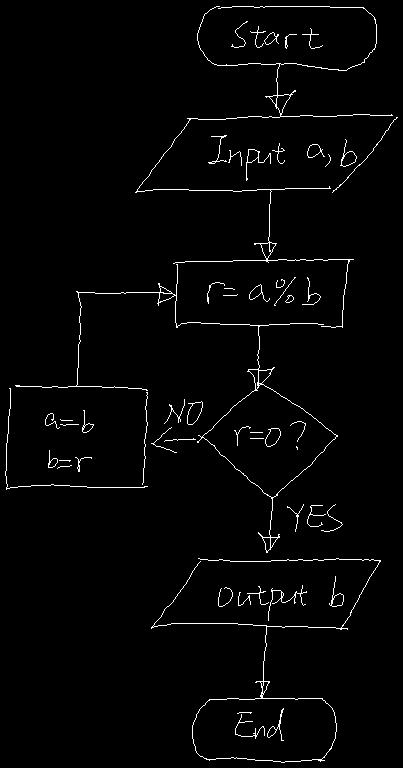 Start
Input a, b
r= a % b
NO
a=b
b=r
r=0?
YES
output b
End